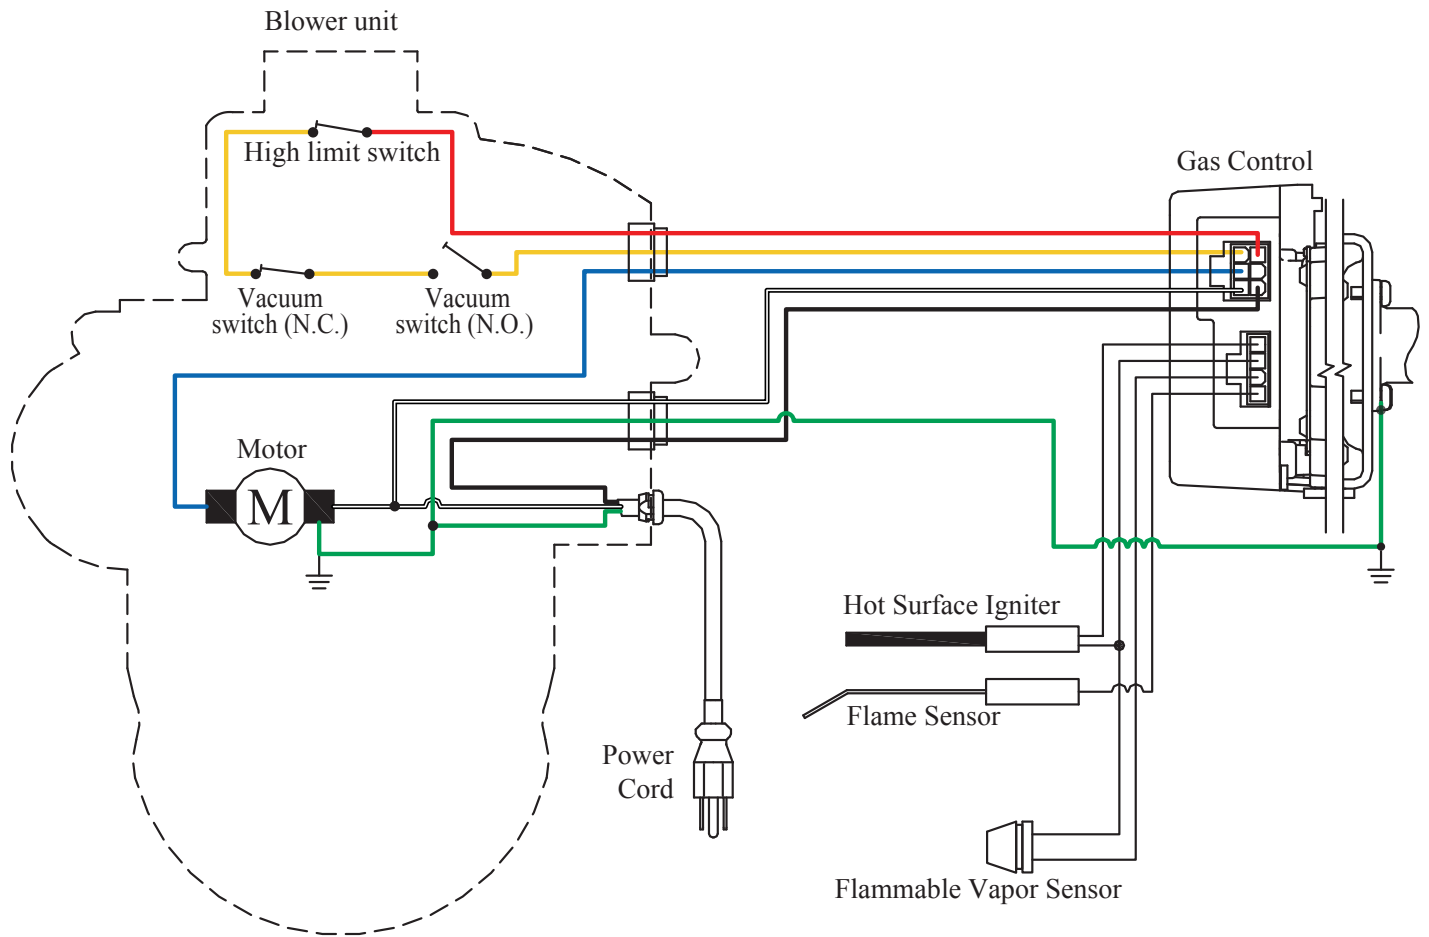 Blower unit
High limit switch
Gas Control
Vacuum
switch (N.C.)
Vacuum
switch (N.O.)
Motor
M
Hot Surface Igniter
Flame Sensor
Power
Cord
Flammable Vapor Sensor